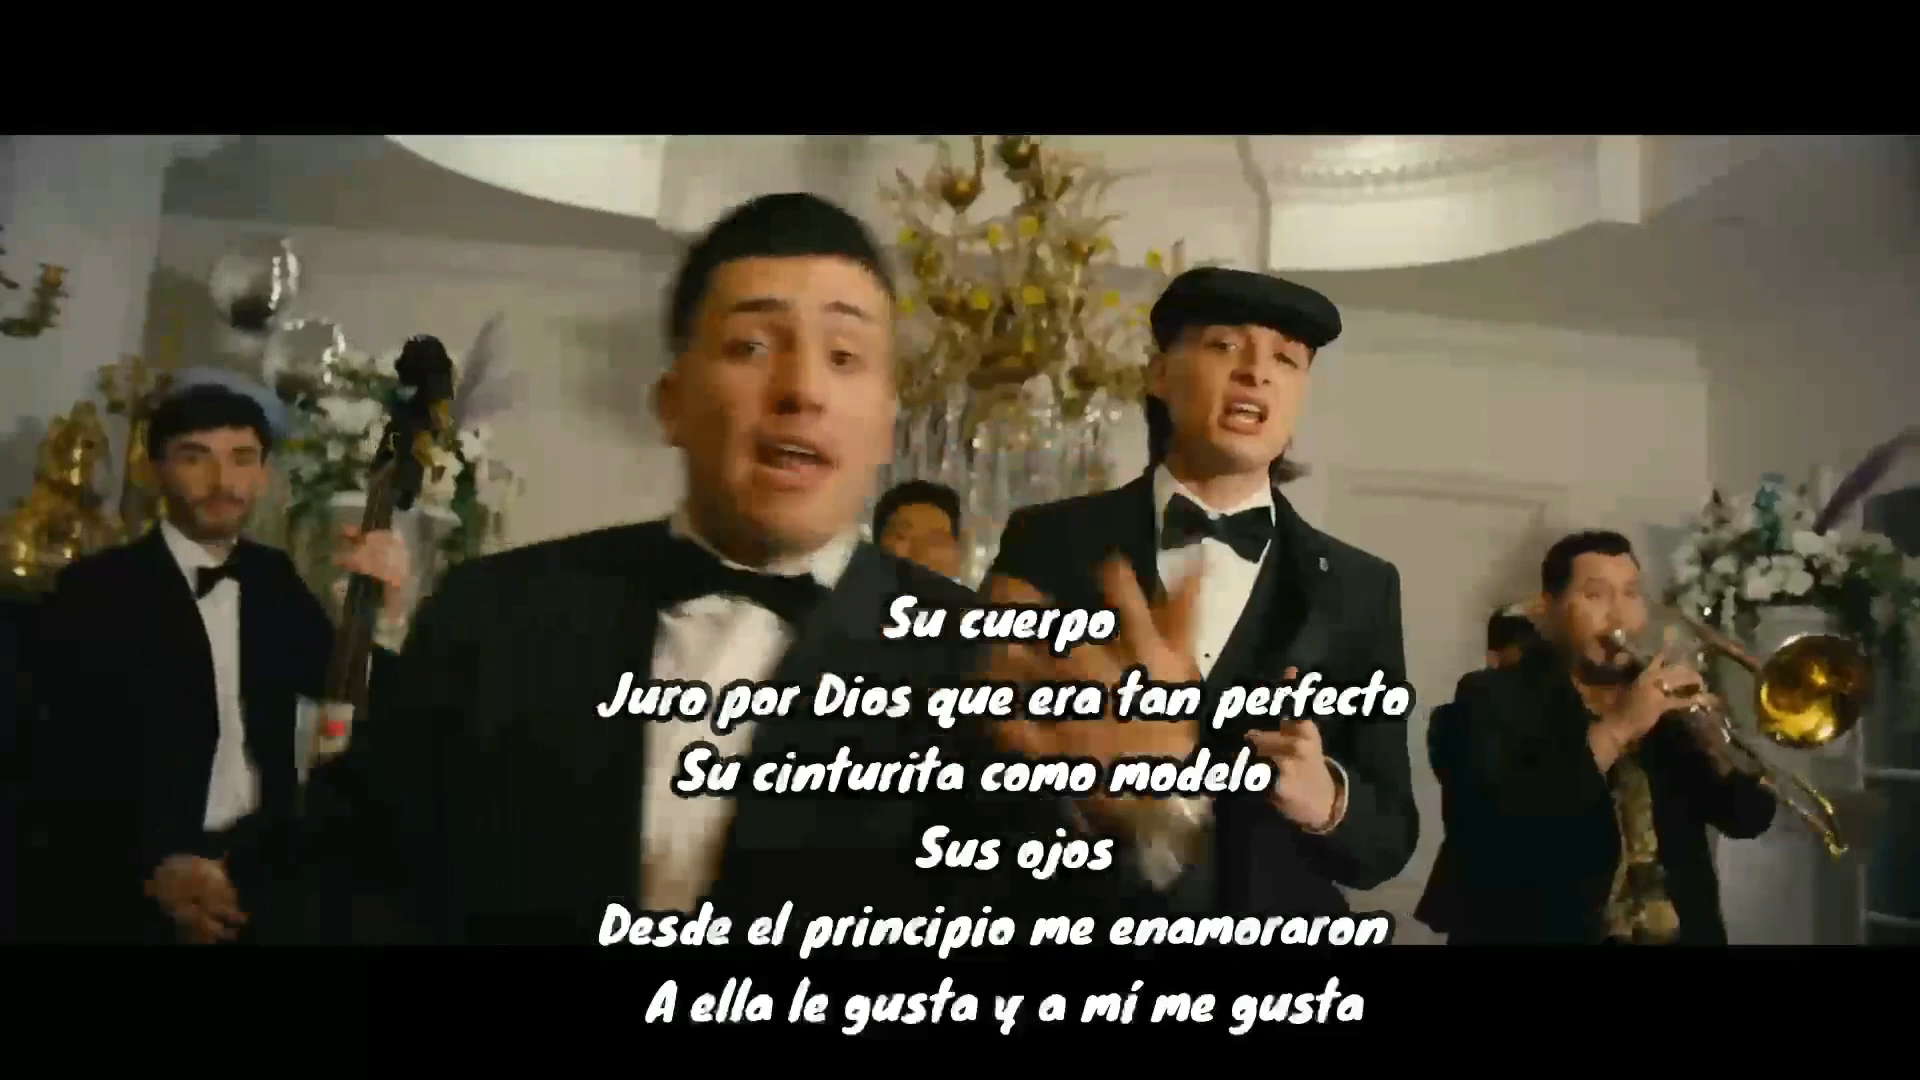 Su cuerpo
Juro por Dios que era tan perfecto
Su cinturita como modelo
Sus ojos
Desde el principio me enamoraron
A ella le gusta y a mí me gusta